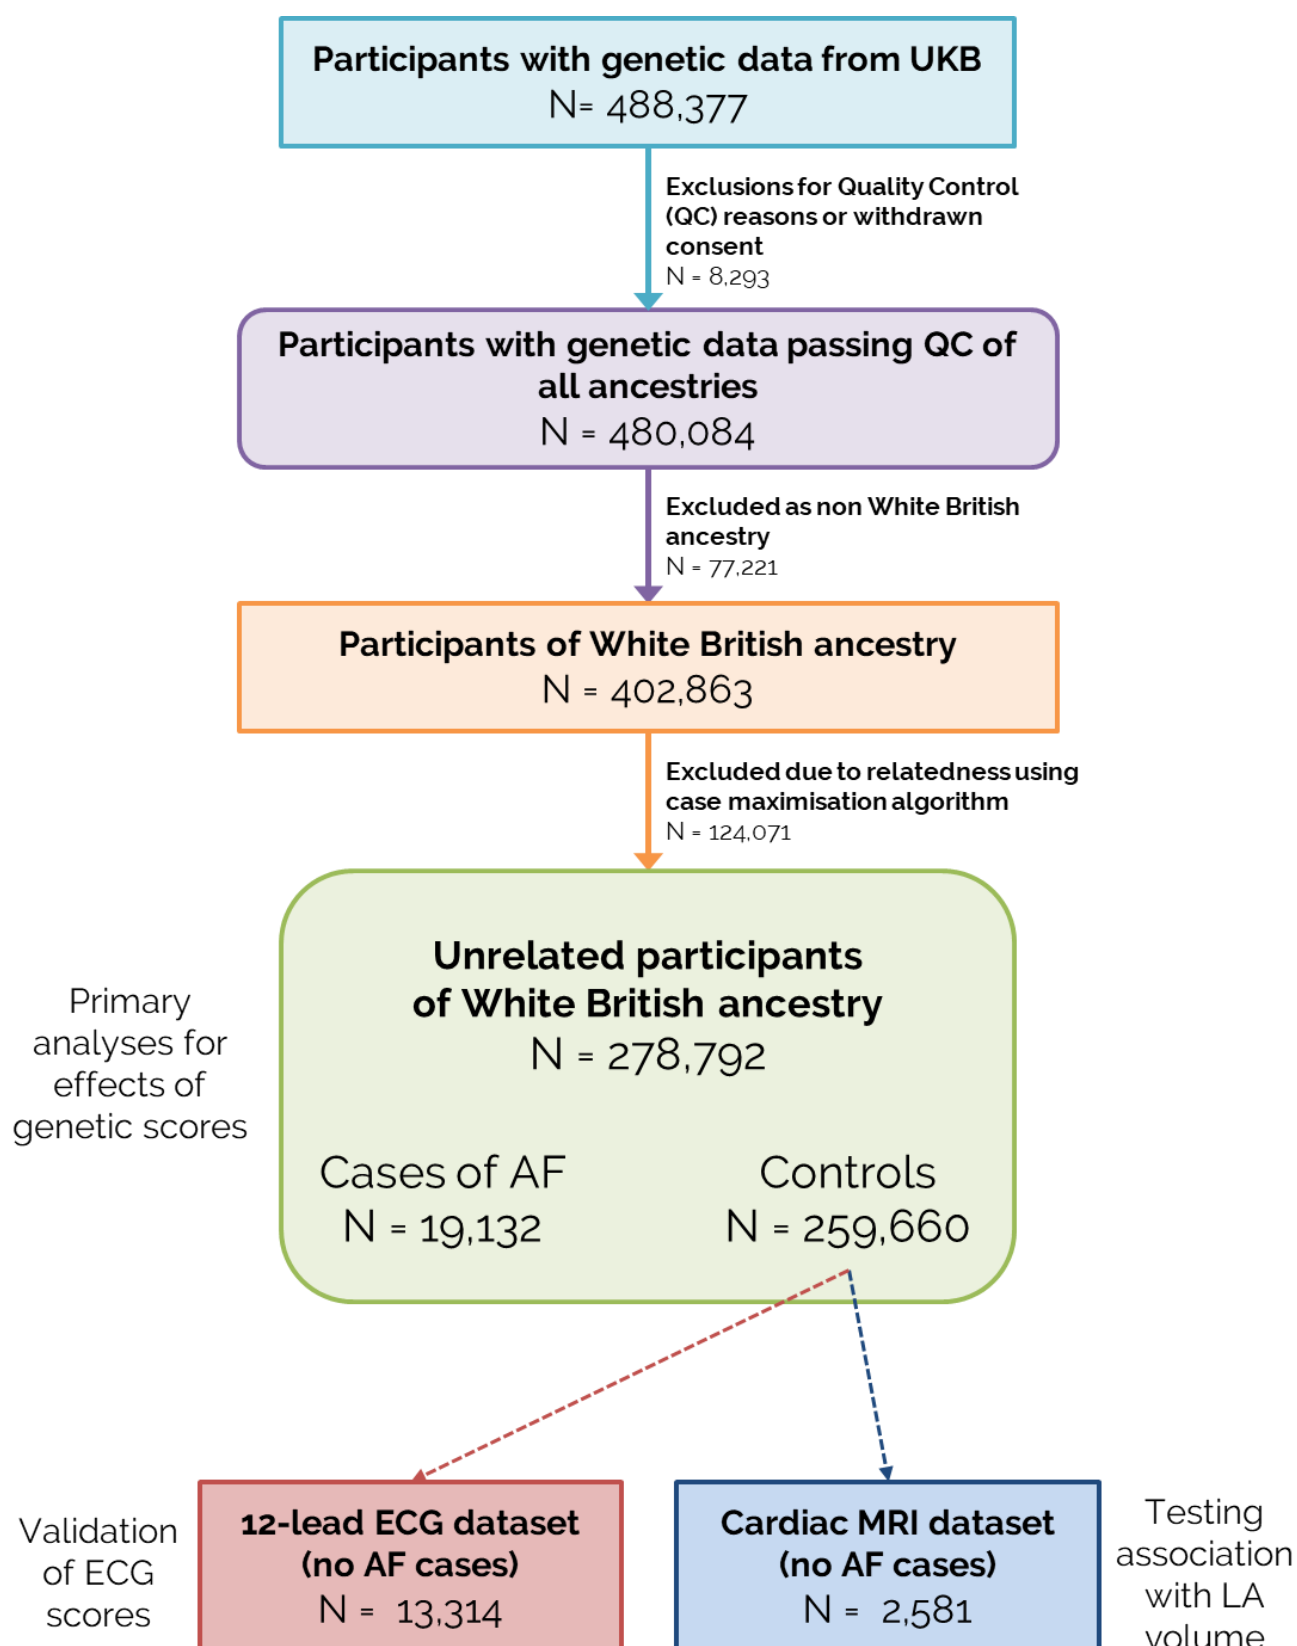 Participants with genetic data from UKB
N= 488,377
Exclusions for Quality Control
(QC) reasons or withdrawn
consent
N = 8,293
Participants with genetic data passing QC of
all ancestries
N = 480,084
Excluded as non White British
ancestry
N = 77,221
Participants of White British ancestry
N = 402,863
Excluded due to relatedness using
case maximisation algorithm
N = 124,071
Primary
analyses for
effects of
genetic scores
Unrelated participants
of White British ancestry
N = 278,792
Cases of AF
N = 19,132
Controls
N = 259,660
Validation
of ECG
scores
12-lead ECG dataset
(no AF cases)
N = 13,314
Cardiac MRI dataset
(no AF cases)
N = 2,581
Testing
association
with LA
volume